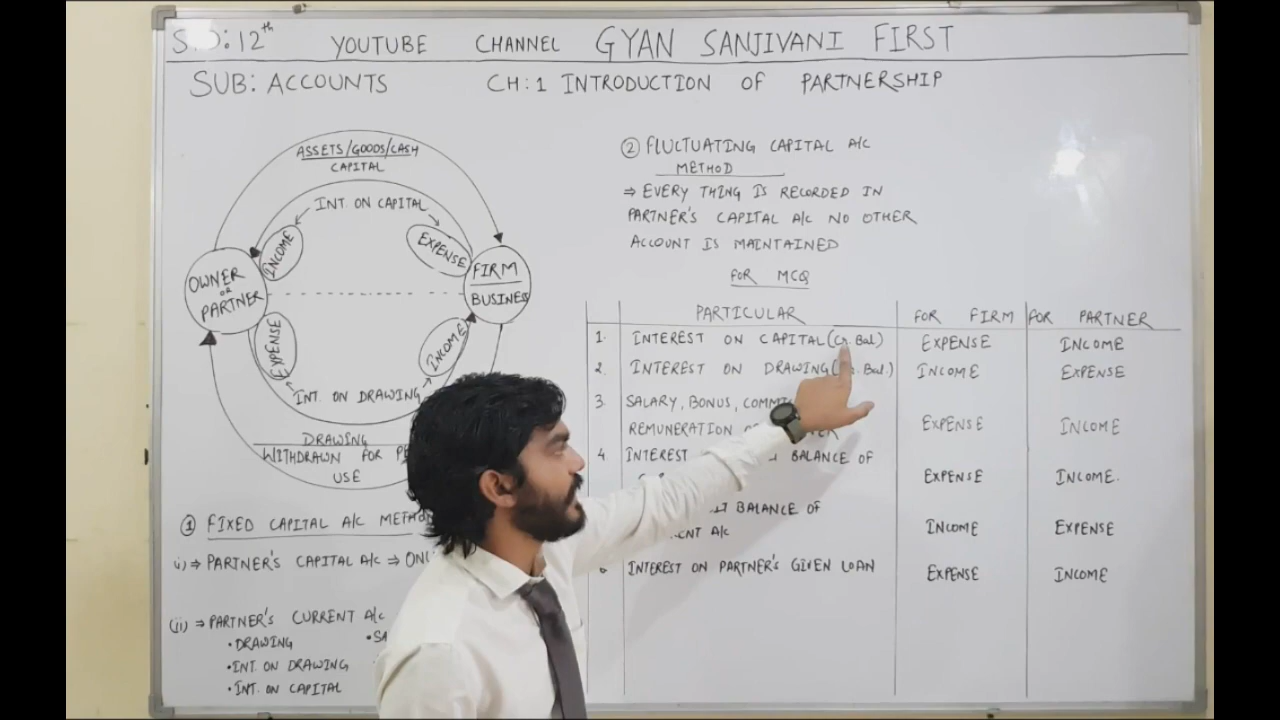 STD: 12th YOUTUBE CHANNEL GYAN SANJIVANI FIRST
SUB: ACCOUNTS CH: 1 INTRODUCTION OF PARTNERSHIP
ASSETS/GOODS/CASH
CAPITAL
INT. ON CAPITAL
INCOME
EXPENSE
OWNER
OR
PARTNER
FIRM
BUSINESS
EXPENSE
INCOME
INT. ON DRAWING
DRAWING
WITHDRAWN FOR
USE
① FIXED CAPITAL A/C METHOD
i) ⇒ PARTNER'S CAPITAL A/C ⇒
(ii) ⇒ PARTNER'S CURRENT A/C
• DRAWING
• INT. ON DRAWING
• INT. ON CAPITAL
② FLUCTUATING CAPITAL A/C
METHOD
⇒ EVERY THING IS RECORDED IN
PARTNER'S CAPITAL A/C NO OTHER
ACCOUNT IS MAINTAINED
FOR MCQ
PARTICULAR FOR FIRM FOR PARTNER
1. INTEREST ON CAPITAL (Cr. Bal) EXPENSE INCOME
2. INTEREST ON DRAWING ( Bal.) INCOME EXPENSE
3. SALARY, BONUS,
REMUNERATION EXPENSE INCOME
4 INTEREST BALANCE OF
EXPENSE INCOME.
BALANCE OF
A/C INCOME EXPENSE
INTEREST ON PARTNER'S GIVEN LOAN EXPENSE INCOME